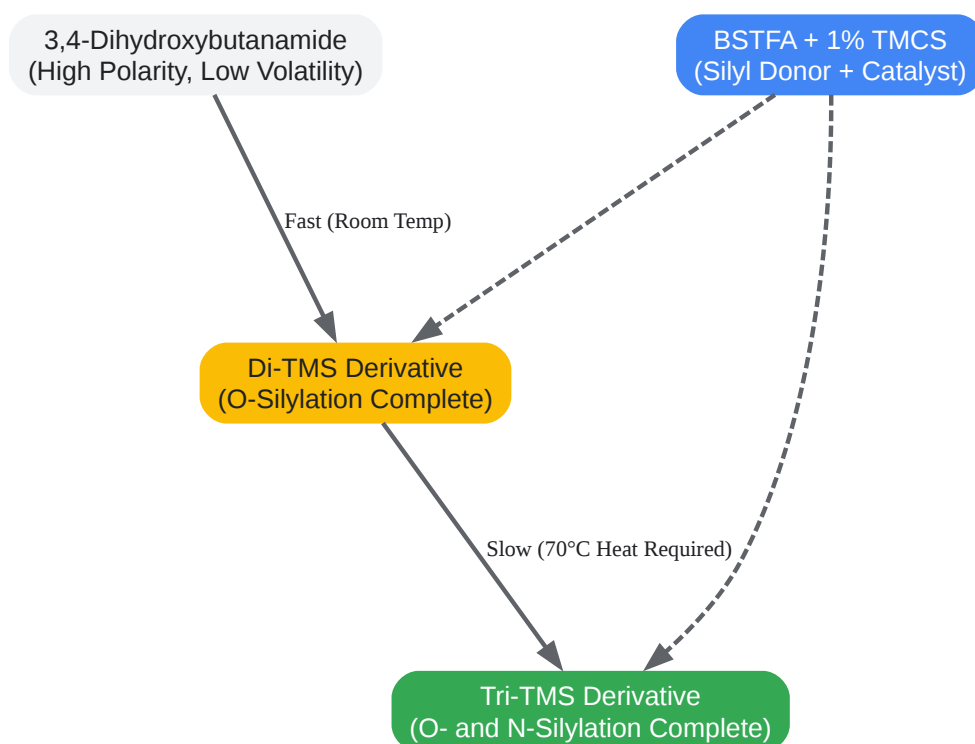 3,4-Dihydroxybutanamide
(High Polarity, Low Volatility)
BSTFA + 1% TMCS
(Silyl Donor + Catalyst)
Fast (Room Temp)
Di-TMS Derivative
(O-Silylation Complete)
Slow (70°C Heat Required)
Tri-TMS Derivative
(O- and N-Silylation Complete)